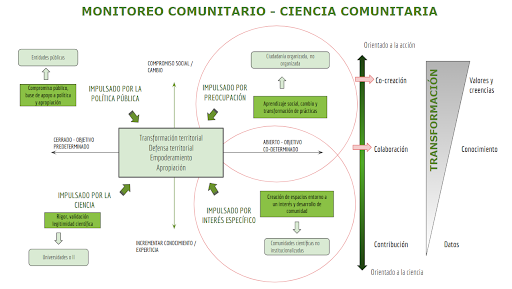 MONITOREO COMUNITARIO - CIENCIA COMUNITARIA
Entidades públicas
Compromiso público,
base de apoyo a política
y apropiación
IMPULSADO POR LA
POLÍTICA PÚBLICA
COMPROMISO SOCIAL /
CAMBIO
IMPULSADO POR
PREOCUPACIÓN
Ciudadanía organizada, no
organizada
Aprendizaje social, cambio y
transformación de prácticas
CERRADO - OBJETIVO
PREDETERMINADO
Transformación territorial
Defensa territorial
Empoderamiento
Apropiación
ABIERTO - OBJETIVO
CO-DETERMINADO
IMPULSADO POR LA
CIENCIA
Rigor, validación
legitimidad científica
Universidades o II
INCREMENTAR CONOCIMIENTO /
EXPERTICIA
IMPULSADO POR
INTERÉS ESPECÍFICO
Creación de espacios entorno a
un interés y desarrollo de
comunidad
Comunidades científicas no
institucionalizadas
Orientado a la acción
Co-creación
Colaboración
Contribución
Orientado a la ciencia
TRANSFORMACIÓN
Valores y
creencias
Conocimiento
Datos